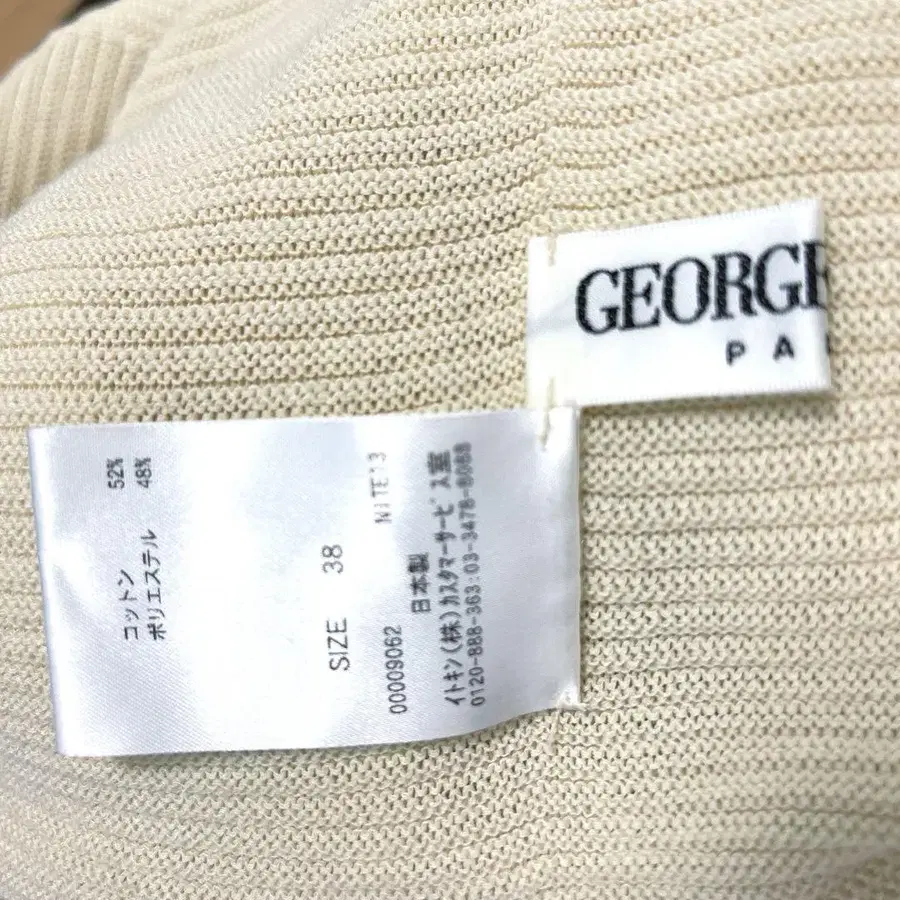 GEORGE
PA
コットン 52%
ポリエステル 48%
SIZE 38
NITE13
00009062 日本製
イトキン(株)カスタマーサービス室
0120-888-363:03-3478-8088